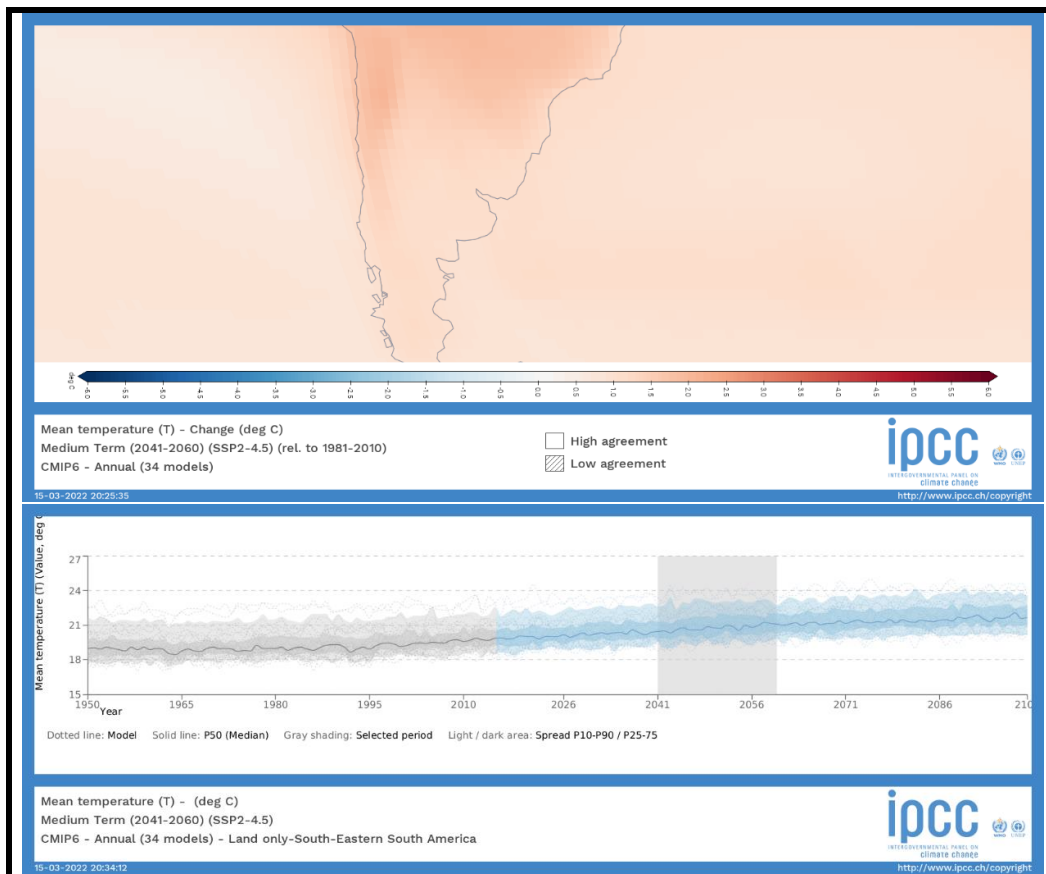 deg C
-6.0 -5.5 -5.0 -4.5 -4.0 -3.5 -3.0 -2.5 -2.0 -1.5 -1.0 -0.5 0.0 0.5 1.0 1.5 2.0 2.5 3.0 3.5 4.0 4.5 5.0 5.5 6.0
Mean temperature (T) - Change (deg C)
Medium Term (2041-2060) (SSP2-4.5) (rel. to 1981-2010)
CMIP6 - Annual (34 models)
High agreement
Low agreement
ipcc
INTERGOVERNMENTAL PANEL ON
climate change
WMO UNEP
15-03-2022 20:25:35
http://www.ipcc.ch/copyright
Mean temperature (T) (Value, deg C
27
24
21
18
15
1950 1965 1980 1995 2010 2026 2041 2056 2071 2086 210
Year
Dotted line: Model Solid line: P50 (Median) Gray shading: Selected period Light / dark area: Spread P10-P90 / P25-75
Mean temperature (T) - (deg C)
Medium Term (2041-2060) (SSP2-4.5)
CMIP6 - Annual (34 models) - Land only-South-Eastern South America
ipcc
INTERGOVERNMENTAL PANEL ON
climate change
WMO UNEP
15-03-2022 20:34:12
http://www.ipcc.ch/copyright